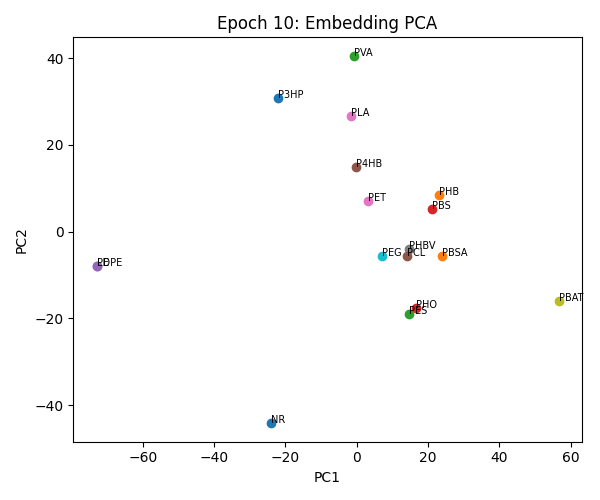 Epoch 10: Embedding PCA
PVA
P3HP
PLA
P4HB
PET
PHB
PBS
PHBV
PEG
PCL
PBSA
PBAT
PHO
PES
NR
PC2
40
20
0
−20
−40
−60
−40
−20
0
20
40
60
PC1